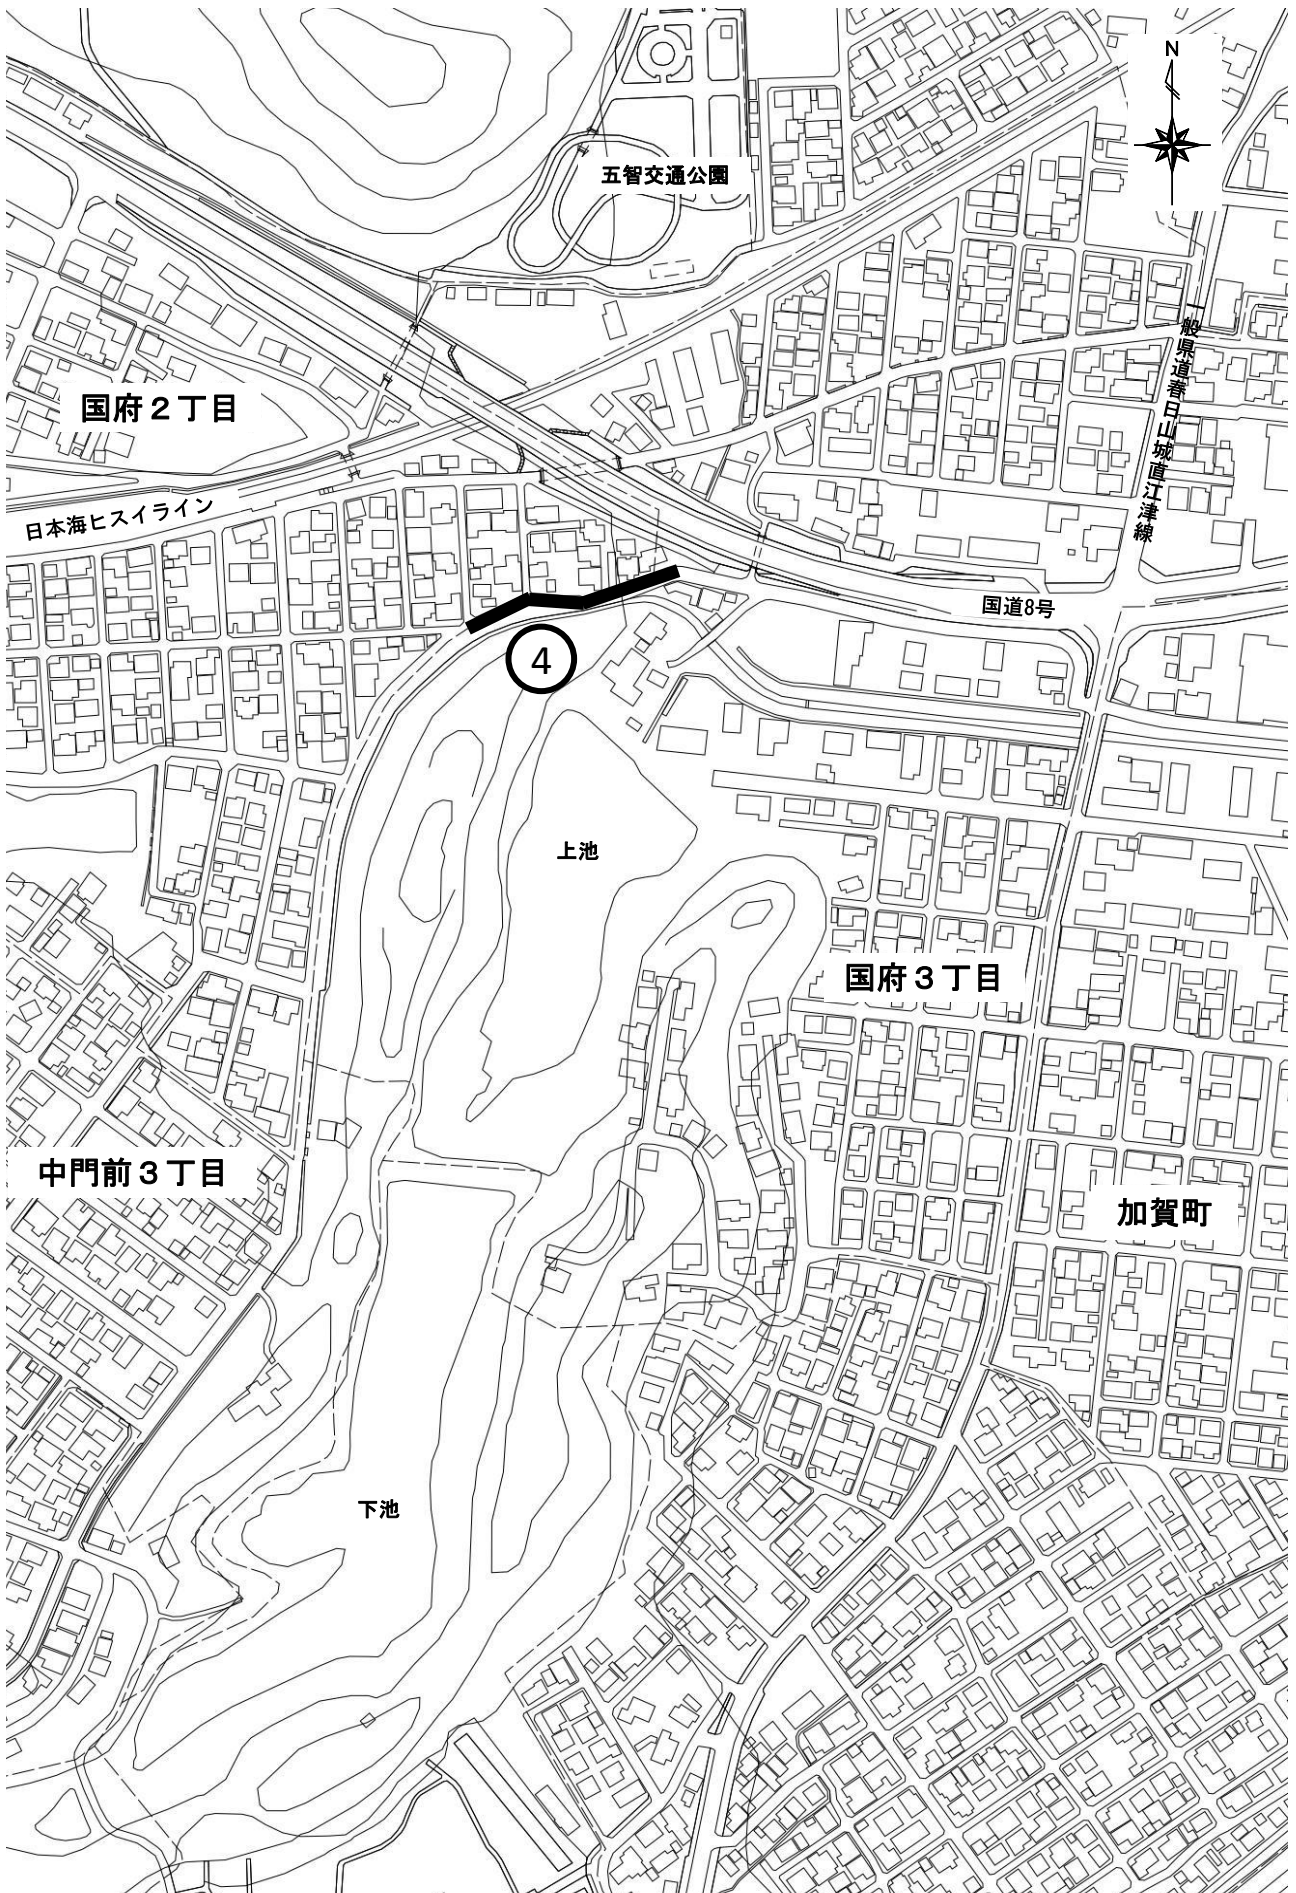 N
五智交通公園
一般県道春日山城直江津線
国府２丁目
日本海ヒスイライン
国道8号
4
上池
国府３丁目
中門前３丁目
加賀町
下池